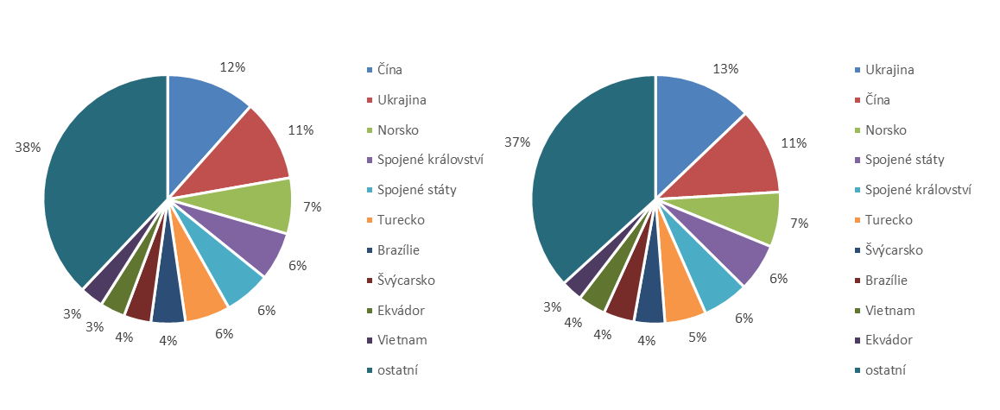 12%
11%
7%
6%
6%
6%
4%
4%
3%
3%
38%
Čína
Ukrajina
Norsko
Spojené království
Spojené státy
Turecko
Brazílie
Švýcarsko
Ekvádor
Vietnam
ostatní
13%
11%
7%
6%
6%
5%
4%
4%
4%
3%
37%
Ukrajina
Čína
Norsko
Spojené státy
Spojené království
Turecko
Švýcarsko
Brazílie
Vietnam
Ekvádor
ostatní